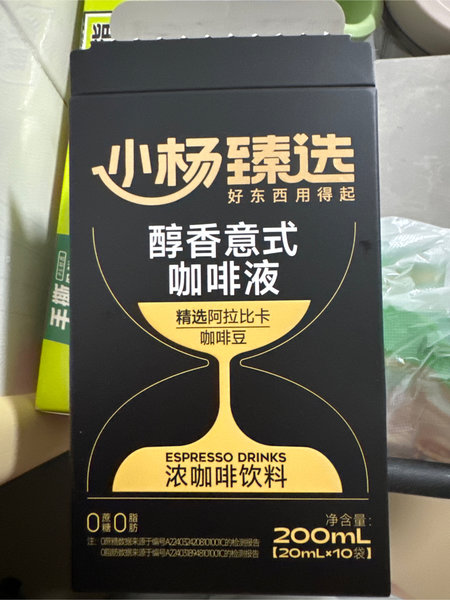 小杨臻选
好东西用得起
醇香意式
咖啡液
精选阿拉比卡
咖啡豆
ESPRESSO DRINKS
浓咖啡饮料
0蔗糖 0脂肪
净含量:
200mL
【20mL×10袋】
手撕